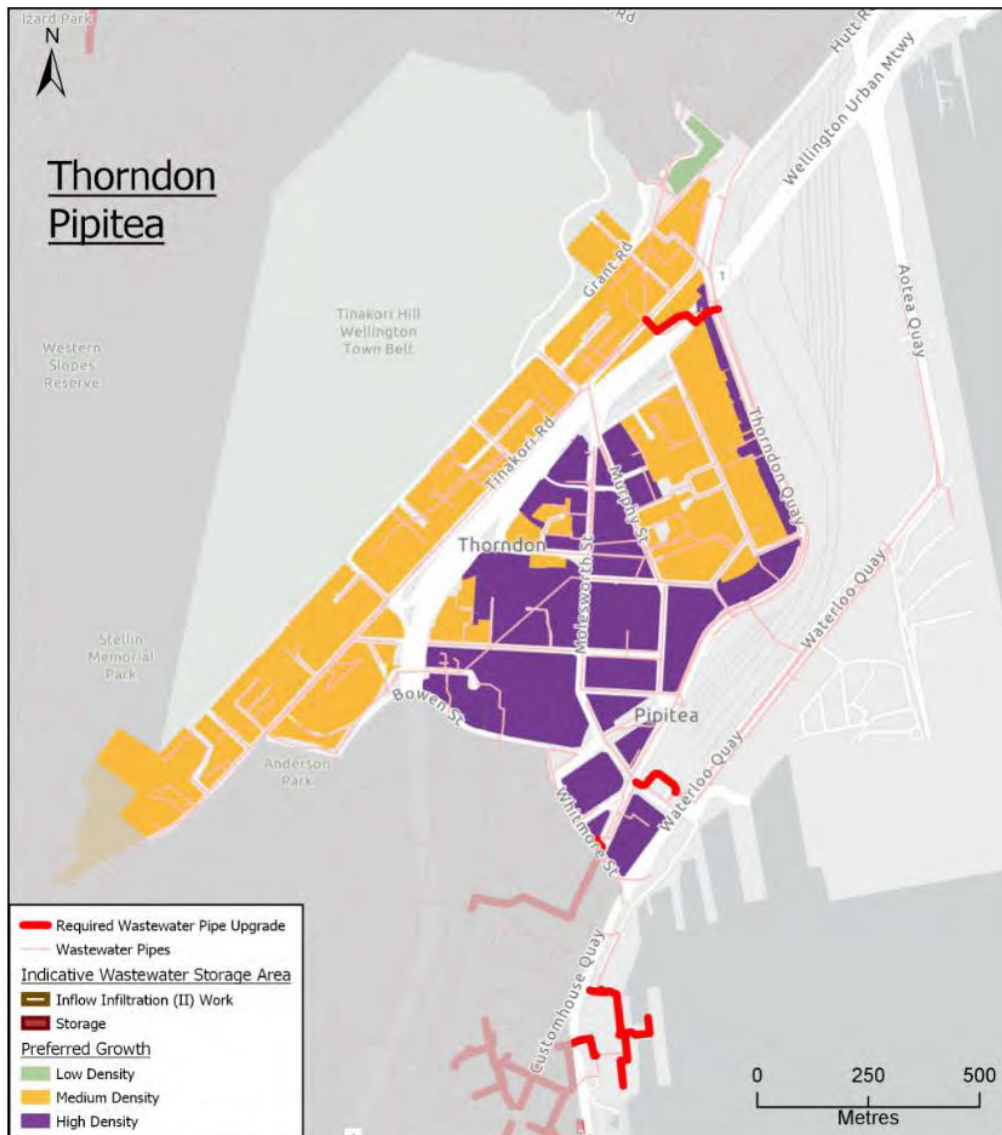 Izard Park
Rd
Hutt R
N
Wellington Urban Mtwy
Thorndon
Pipitea
Grant Rd
1
Aotea Quay
Tinakori Hill
Wellington
Town Belt
Western
Slopes
Reserve
Tinakori Rd
Thorndon Quay
Murphy St
Thorndon
Molesworth St
Waterloo Quay
Stellin
Memorial
Park
Bowen St
Pipitea
Anderson
Park
Waterloo Quay
Whitmore St
Customhouse Quay
Required Wastewater Pipe Upgrade
Wastewater Pipes
Indicative Wastewater Storage Area
Inflow Infiltration (II) Work
Storage
Preferred Growth
Low Density
Medium Density
High Density
0 250 500
Metres